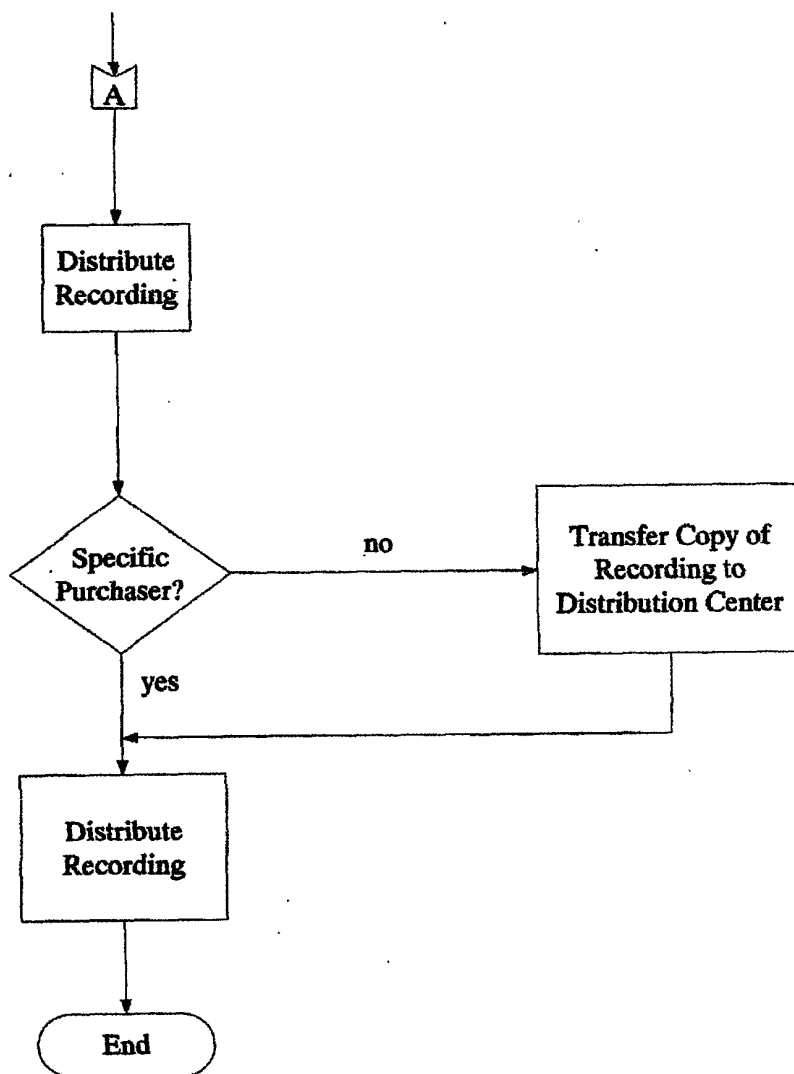 A
Distribute
Recording
Specific
Purchaser?
no
Transfer Copy of
Recording to
Distribution Center
yes
Distribute
Recording
End